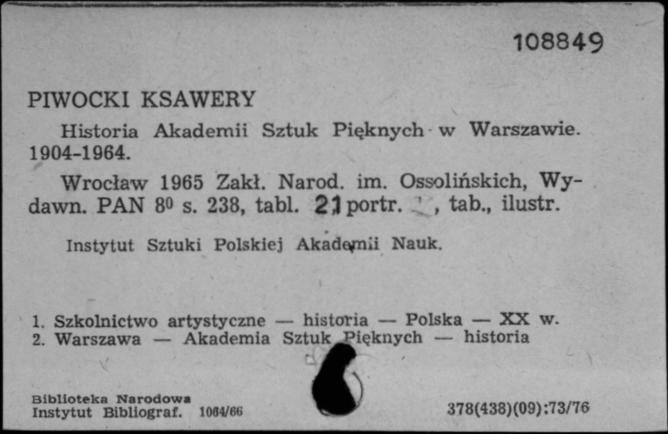 108849
PIWOCKI KSAWERY
Historia Akademii Sztuk Pięknych w Warszawie.
1904-1964.
Wrocław 1965 Zakł. Narod. im. Ossolińskich, Wy-
dawn. PAN 8⁰ s. 238, tabl. 21 portr. , tab., ilustr.
Instytut Sztuki Polskiej Akademii Nauk.
1. Szkolnictwo artystyczne — historia — Polska — XX w.
2. Warszawa — Akademia Sztuk Pięknych — historia
Biblioteka Narodowa
Instytut Bibliograf. 1064/66
378(438)(09):73/76